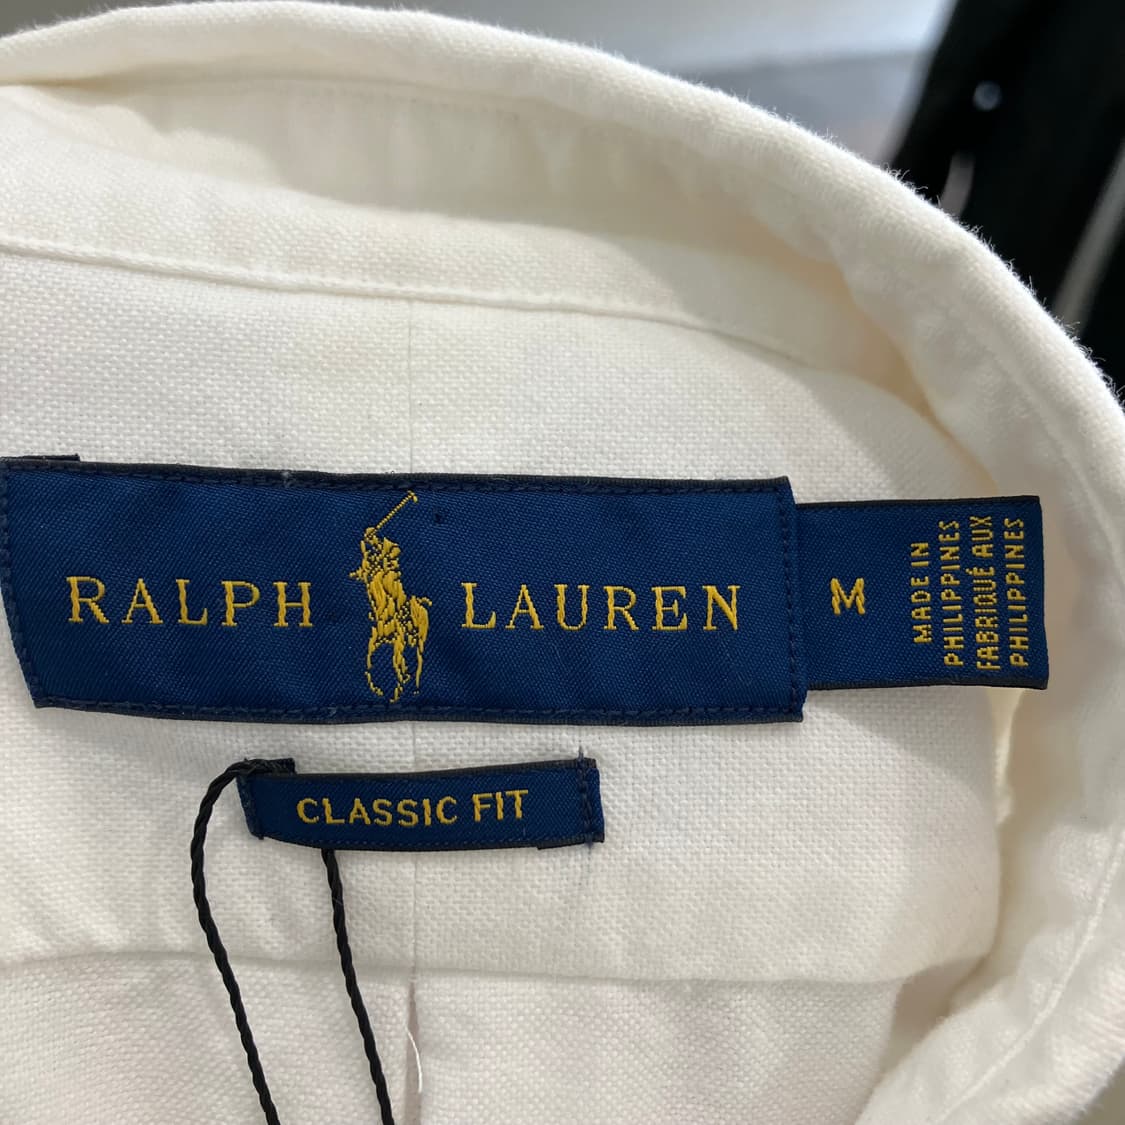 RALPH LAUREN
M
MADE IN
PHILIPPINES
FABRIQUÉ AUX
PHILIPPINES
CLASSIC FIT